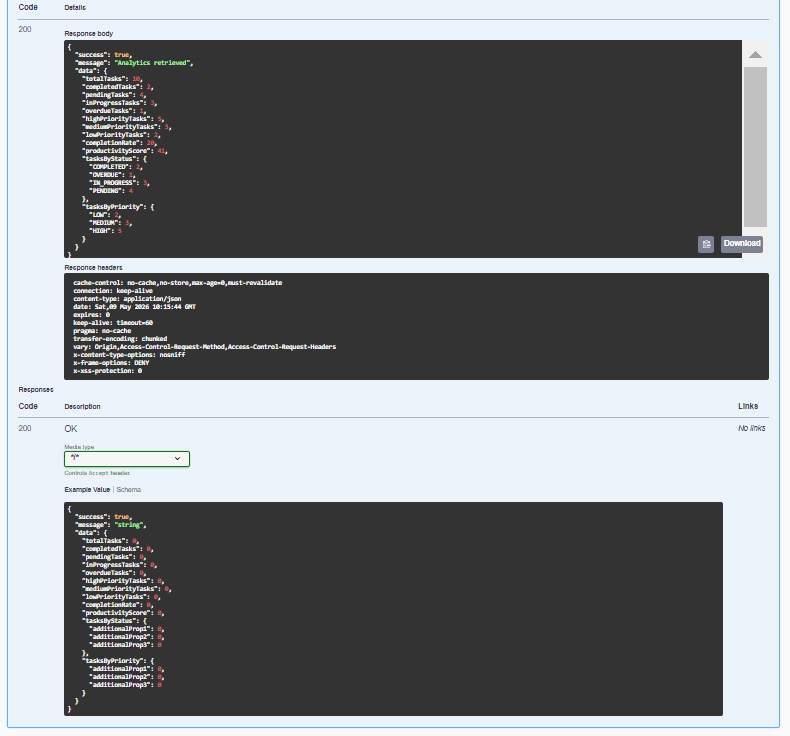 Code Details
200
Response body
{
  "success": true,
  "message": "Analytics retrieved",
  "data": {
    "totalTasks": 10,
    "completedTasks": 2,
    "pendingTasks": 4,
    "inProgressTasks": 3,
    "overdueTasks": 1,
    "highPriorityTasks": 5,
    "mediumPriorityTasks": 3,
    "lowPriorityTasks": 2,
    "completionRate": 20,
    "productivityScore": 41,
    "tasksByStatus": {
      "COMPLETED": 2,
      "OVERDUE": 1,
      "IN_PROGRESS": 3,
      "PENDING": 4
    },
    "tasksByPriority": {
      "LOW": 2,
      "MEDIUM": 3,
      "HIGH": 5
    }
  }
}
Download
Response headers
cache-control: no-cache,no-store,max-age=0,must-revalidate
connection: keep-alive
content-type: application/json
date: Sat,09 May 2026 10:15:44 GMT
expires: 0
keep-alive: timeout=60
pragma: no-cache
transfer-encoding: chunked
vary: Origin,Access-Control-Request-Method,Access-Control-Request-Headers
x-content-type-options: nosniff
x-frame-options: DENY
x-xss-protection: 0
Responses
Code Description Links
200 OK No links
Media type
*/*
Controls Accept header.
Example Value | Schema
{
  "success": true,
  "message": "string",
  "data": {
    "totalTasks": 0,
    "completedTasks": 0,
    "pendingTasks": 0,
    "inProgressTasks": 0,
    "overdueTasks": 0,
    "highPriorityTasks": 0,
    "mediumPriorityTasks": 0,
    "lowPriorityTasks": 0,
    "completionRate": 0,
    "productivityScore": 0,
    "tasksByStatus": {
      "additionalProp1": 0,
      "additionalProp2": 0,
      "additionalProp3": 0
    },
    "tasksByPriority": {
      "additionalProp1": 0,
      "additionalProp2": 0,
      "additionalProp3": 0
    }
  }
}